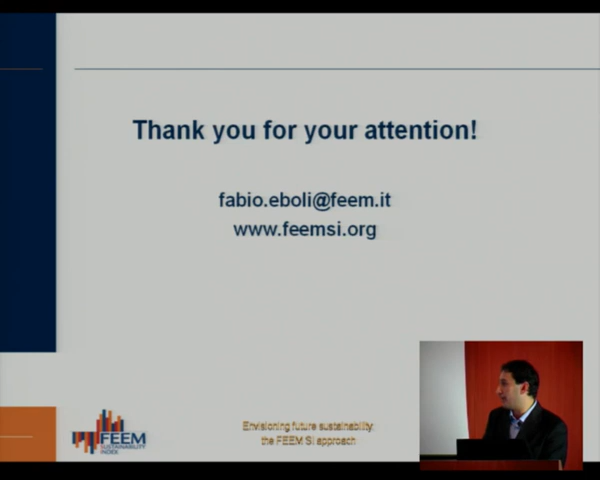 Thank you for your attention!
fabio.eboli@feem.it
www.feemsi.org
FEEM
SUSTAINABILITY
INDEX
Envisioning future sustainability:
the FEEM SI approach